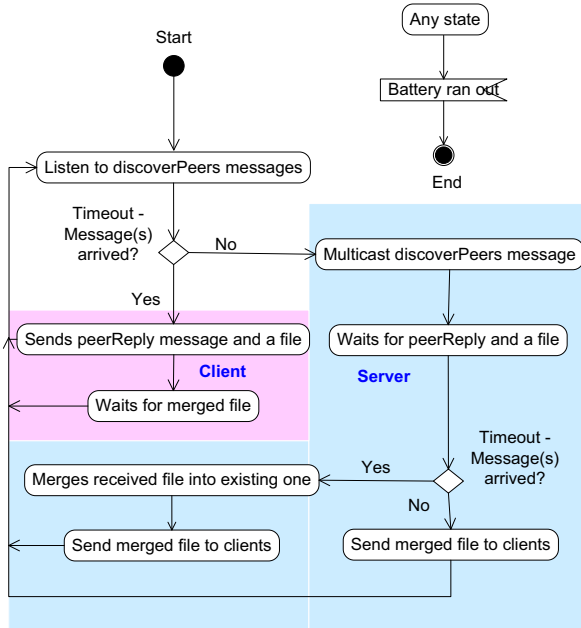 Start
Any state
Battery ran out
End
Listen to discoverPeers messages
Timeout -
Message(s)
arrived?
No
Multicast discoverPeers message
Yes
Sends peerReply message and a file
Waits for peerReply and a file
Client
Server
Waits for merged file
Timeout -
Message(s)
arrived?
Yes
Merges received file into existing one
No
Send merged file to clients
Send merged file to clients